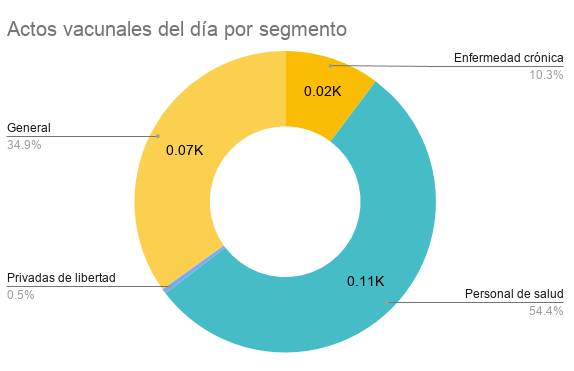 Actos vacunales del día por segmento
Enfermedad crónica
10.3%
0.02K
General
34.9%
0.07K
Privadas de libertad
0.5%
0.11K
Personal de salud
54.4%